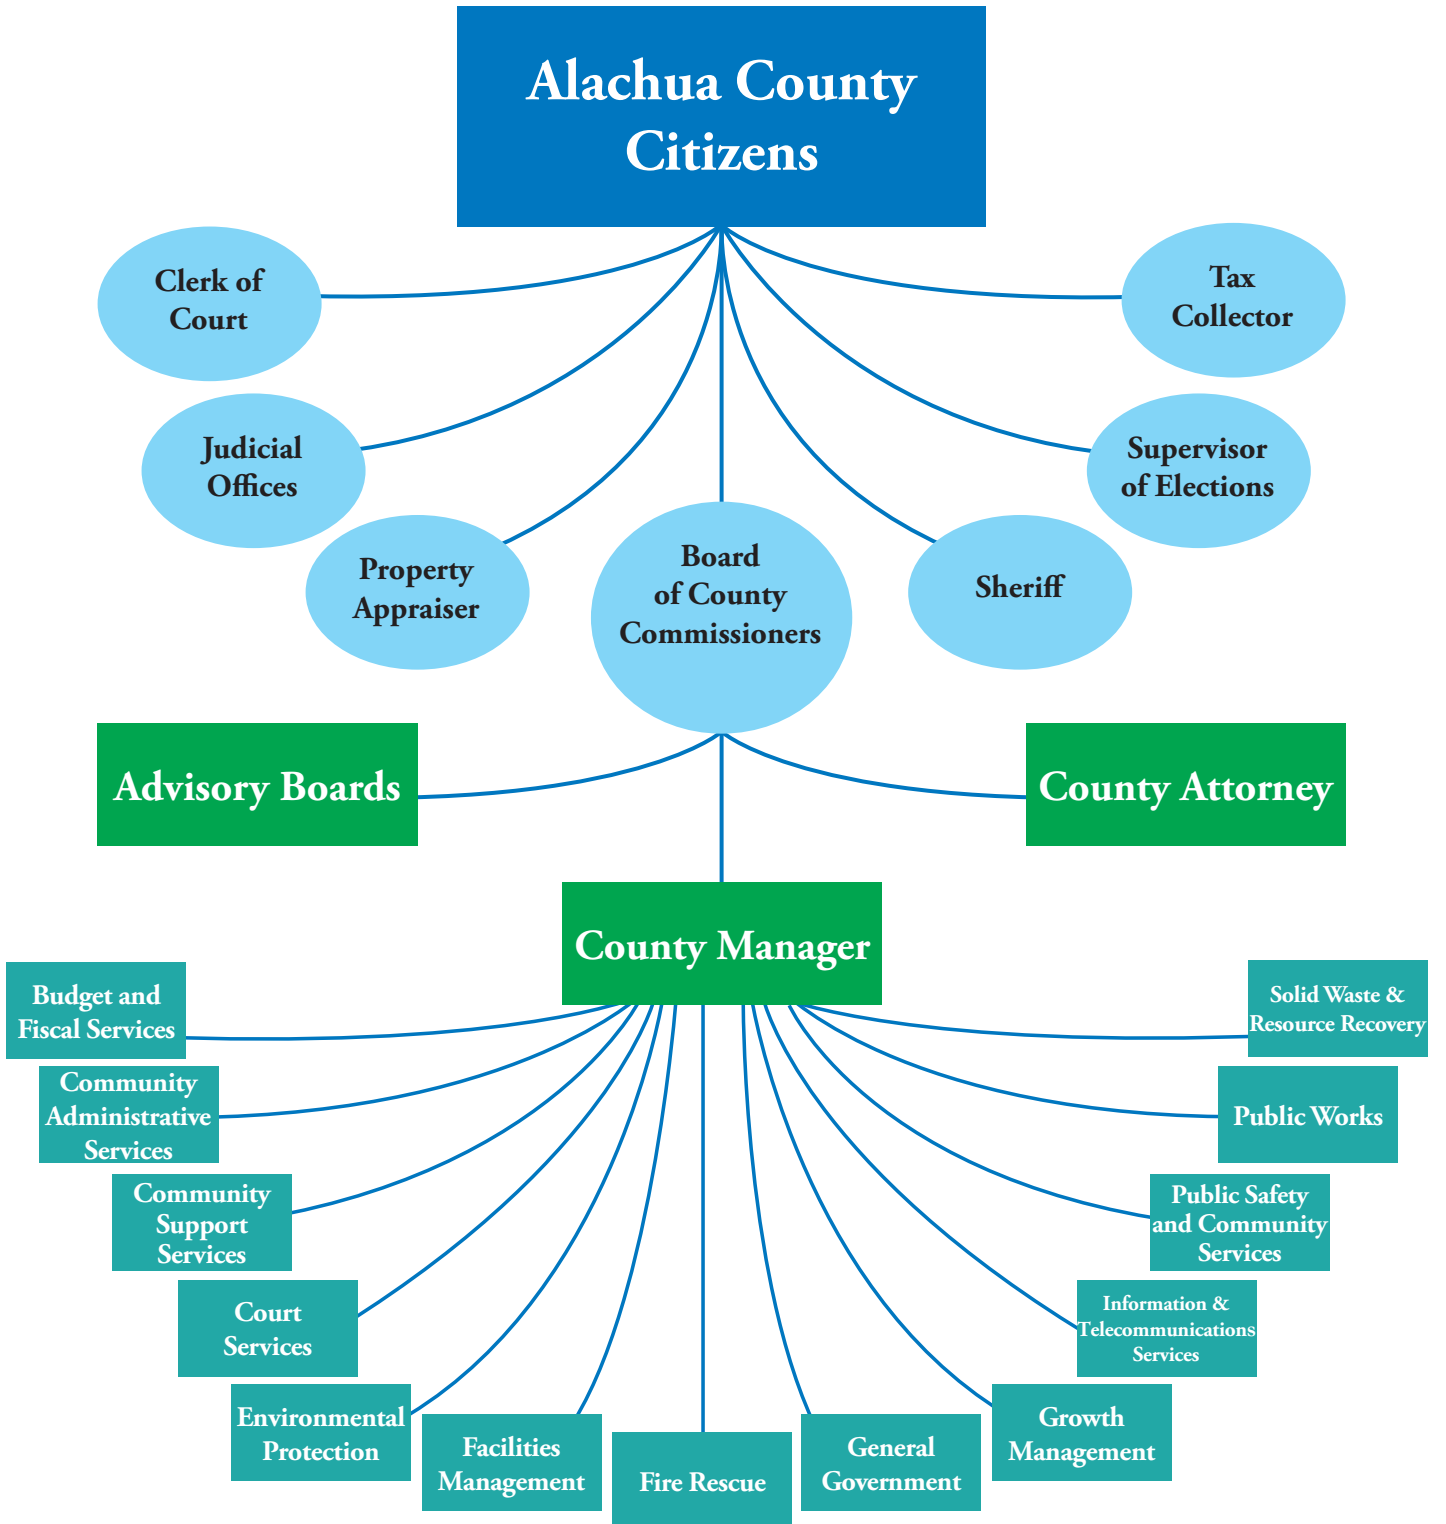 Alachua County
Citizens
Clerk of
Court
Tax
Collector
Judicial
Offices
Supervisor
of Elections
Property
Appraiser
Board
of County
Commissioners
Sheriff
Advisory Boards
County Attorney
County Manager
Budget and
Fiscal Services
Solid Waste &
Resource Recovery
Community
Administrative
Services
Public Works
Community
Support
Services
Public Safety
and Community
Services
Court
Services
Information &
Telecommunications
Services
Environmental
Protection
Facilities
Management
Fire Rescue
General
Government
Growth
Management